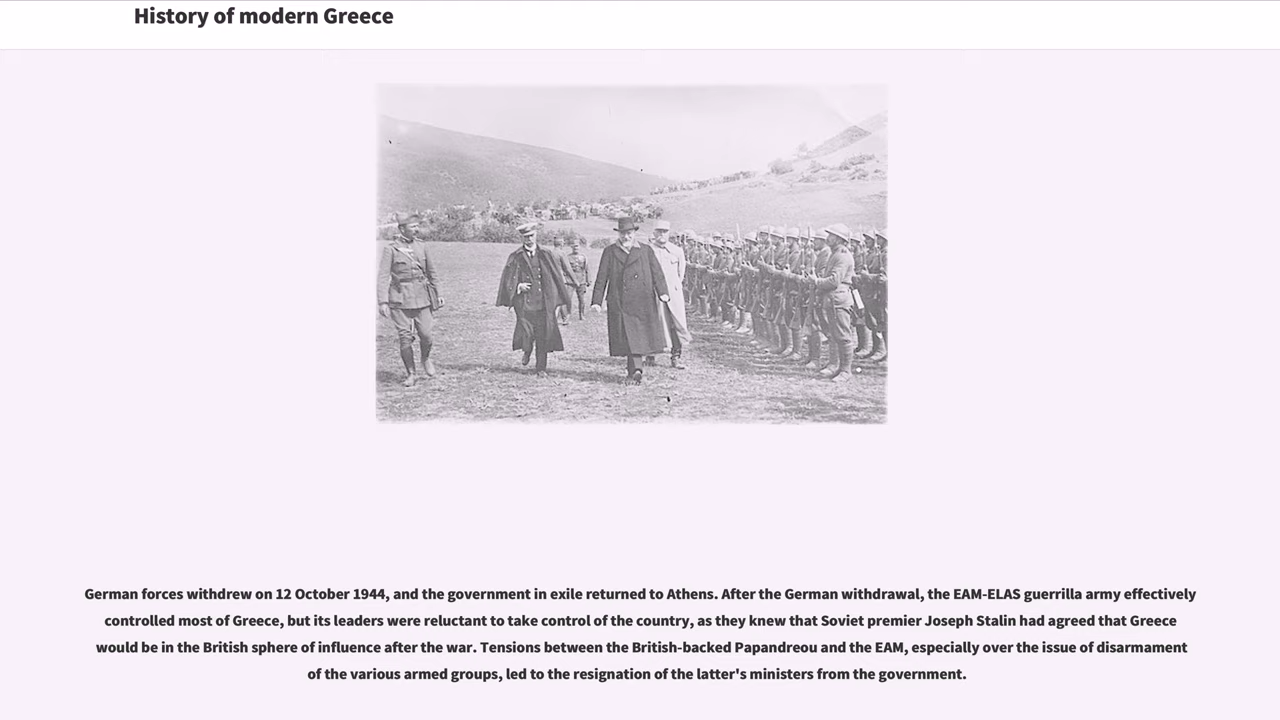 History of modern Greece
German forces withdrew on 12 October 1944, and the government in exile returned to Athens. After the German withdrawal, the EAM-ELAS guerrilla army effectively
controlled most of Greece, but its leaders were reluctant to take control of the country, as they knew that Soviet premier Joseph Stalin had agreed that Greece
would be in the British sphere of influence after the war. Tensions between the British-backed Papandreou and the EAM, especially over the issue of disarmament
of the various armed groups, led to the resignation of the latter's ministers from the government.